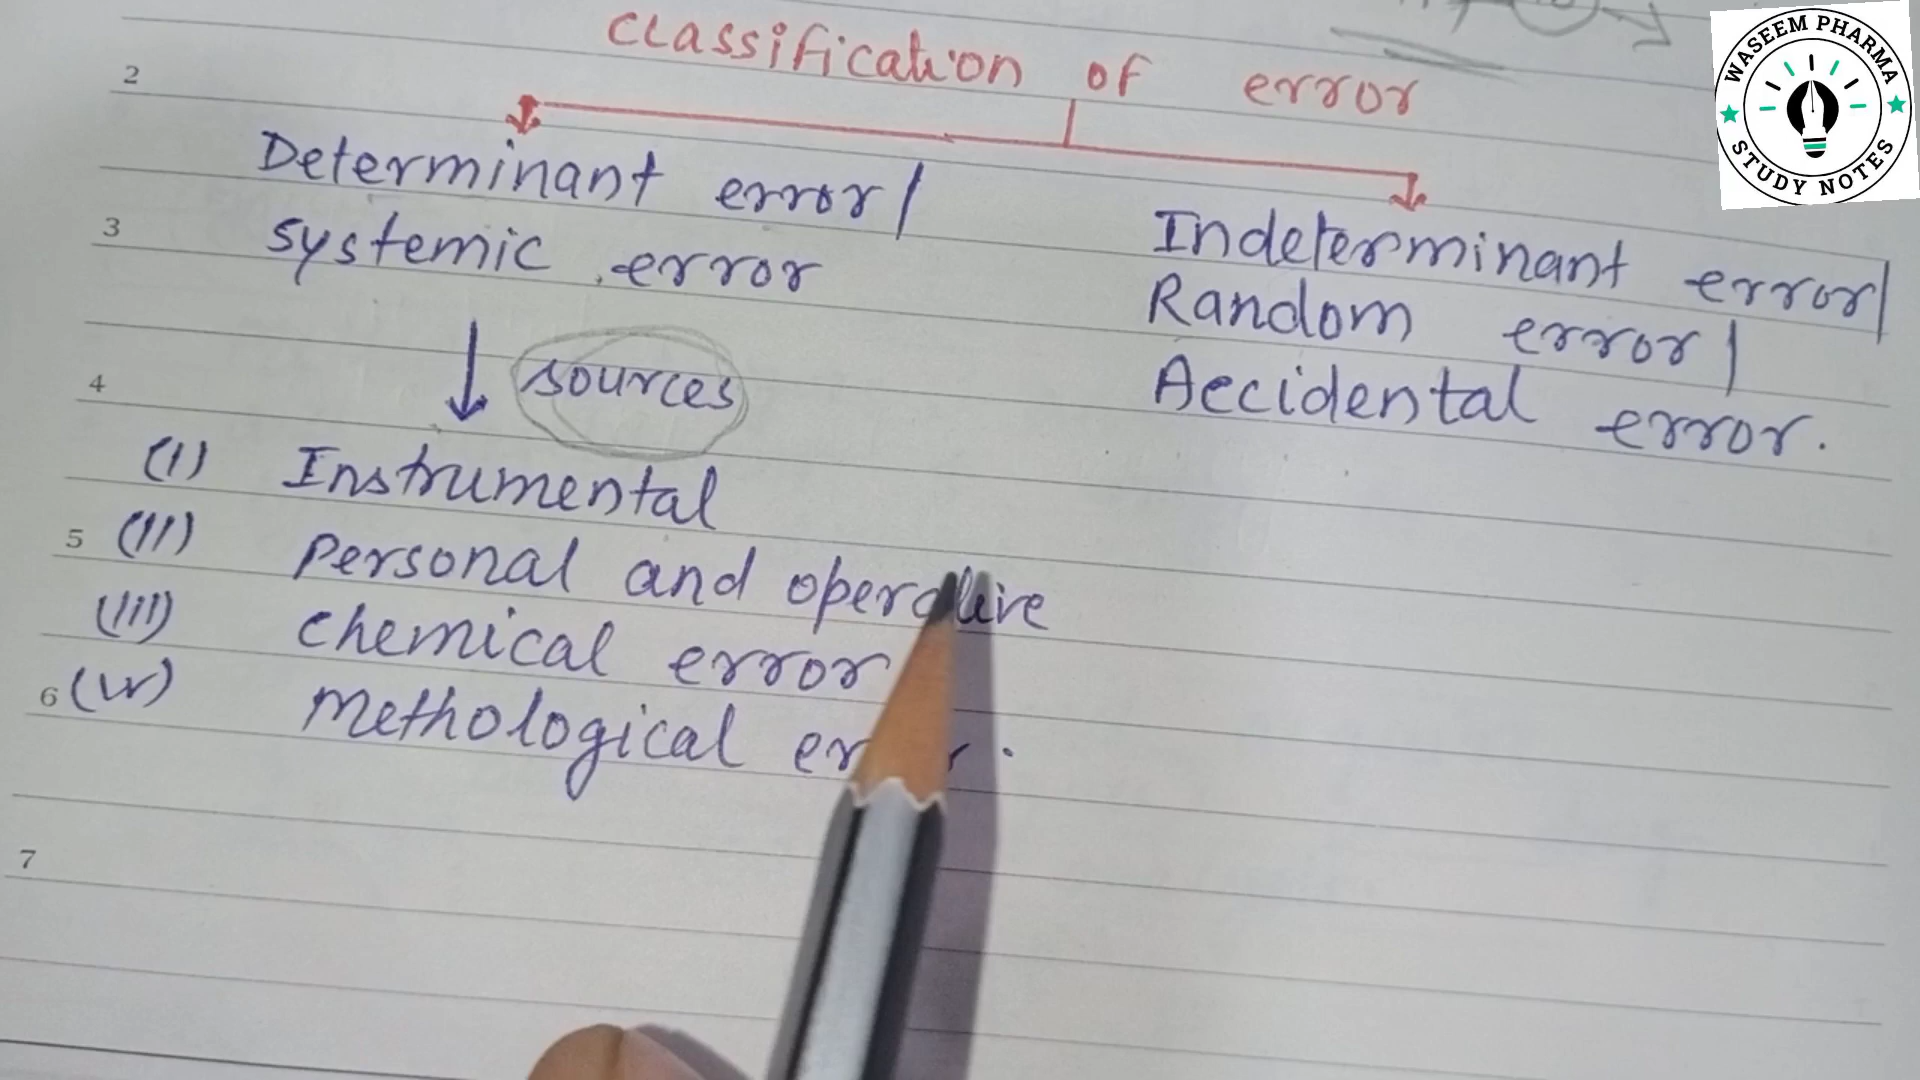 classification of error
Determinant error/
systemic error
Indeterminant error/
Random error/
Accidental error.
sources
(I) Instrumental
(II) Personal and operative
(III) chemical error
(IV) Methological error.
2
3
4
5
6
7
WASEEM PHARMA
STUDY NOTES